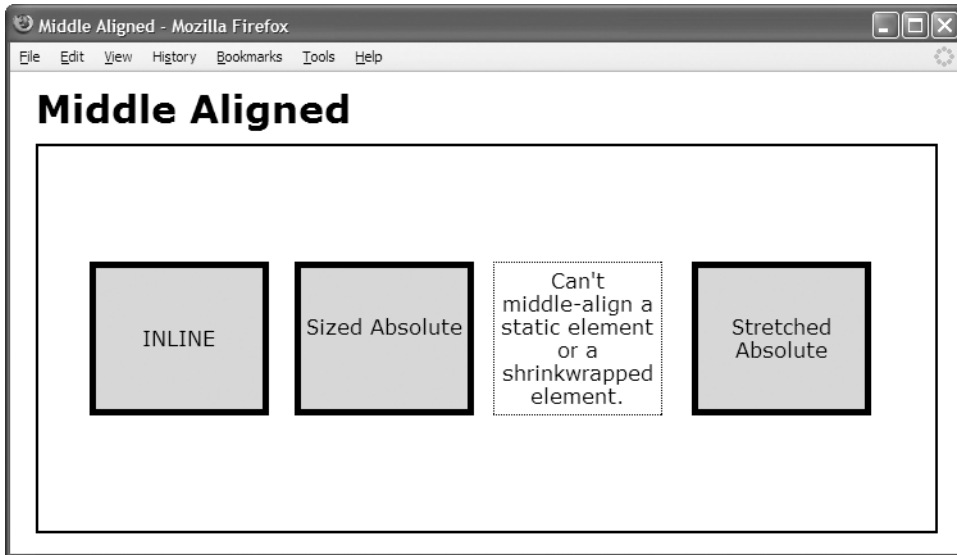 Middle Aligned - Mozilla Firefox
File Edit View History Bookmarks Tools Help
Middle Aligned
INLINE
Sized Absolute
Can't
middle-align a
static element
or a
shrinkwrapped
element.
Stretched
Absolute